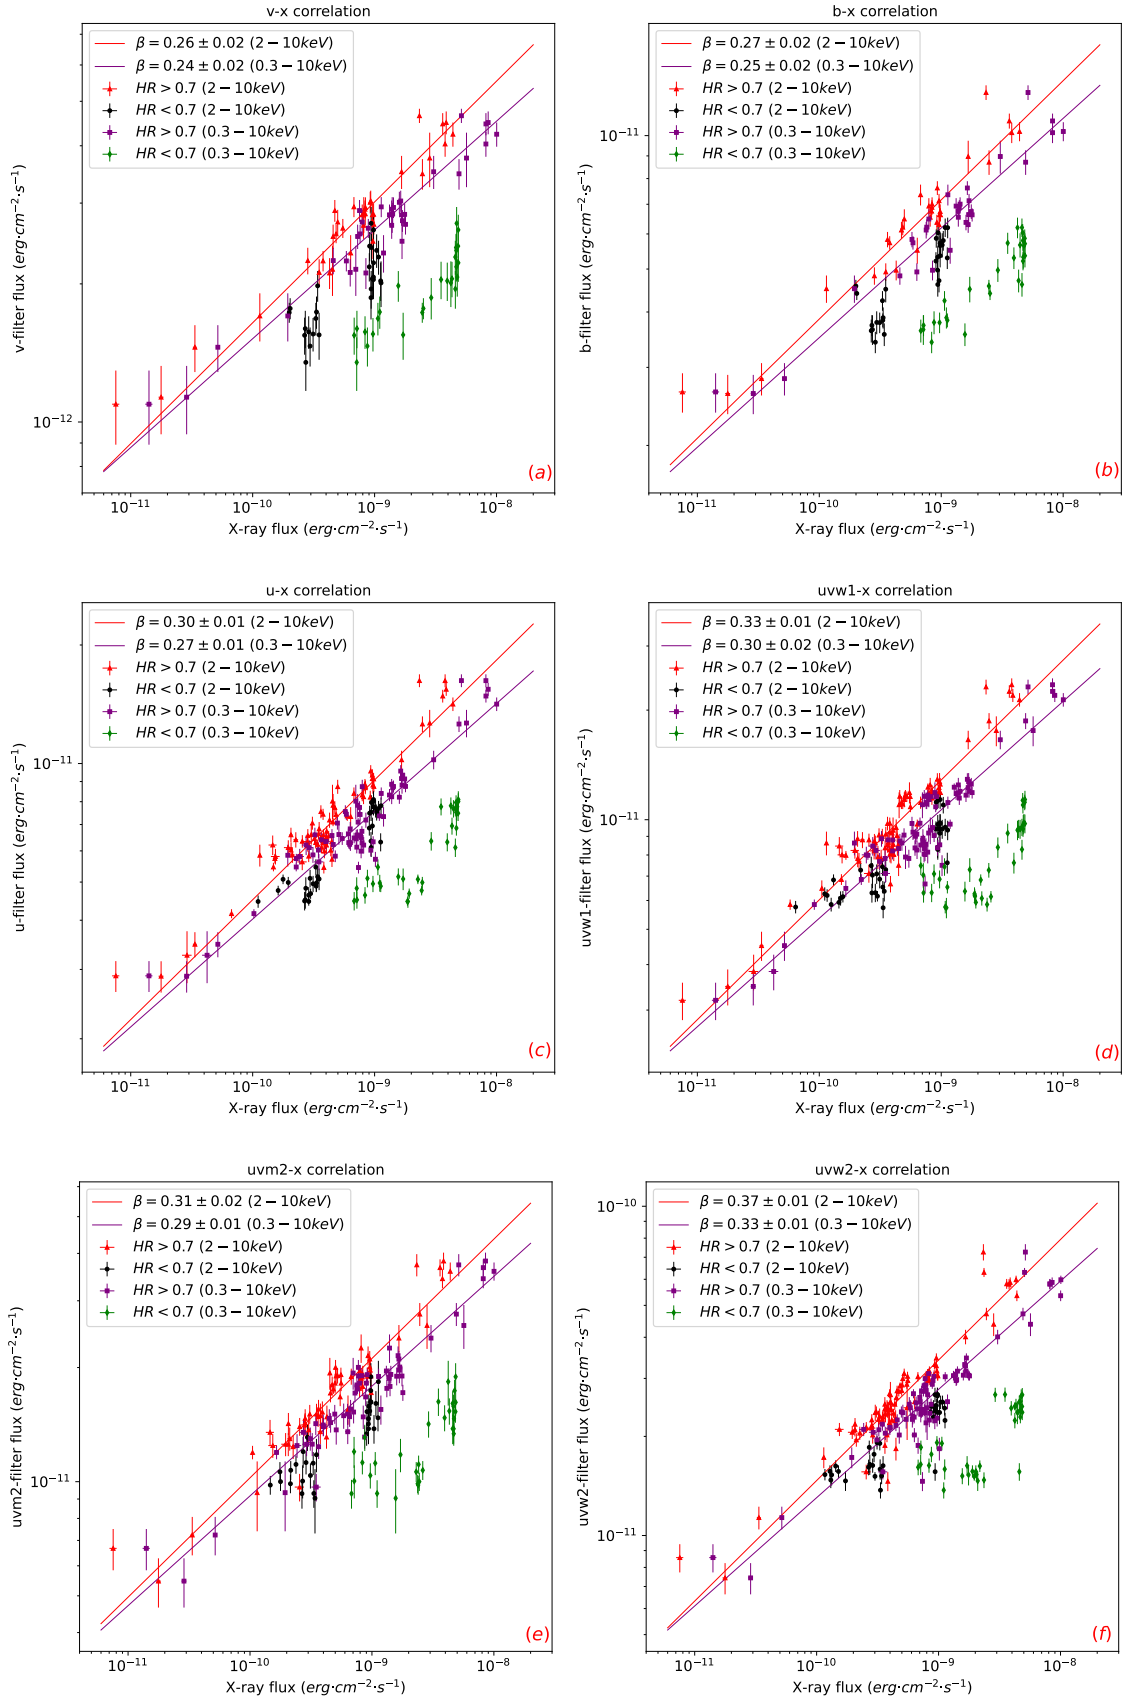 v-x correlation
β = 0.26 ± 0.02 (2 − 10keV)
β = 0.24 ± 0.02 (0.3 − 10keV)
HR > 0.7 (2 − 10keV)
HR < 0.7 (2 − 10keV)
HR > 0.7 (0.3 − 10keV)
HR < 0.7 (0.3 − 10keV)
v-filter flux (erg·cm⁻²·s⁻¹)
10⁻¹²
(a)
10⁻¹¹ 10⁻¹⁰ 10⁻⁹ 10⁻⁸
X-ray flux (erg·cm⁻²·s⁻¹)
b-x correlation
β = 0.27 ± 0.02 (2 − 10keV)
β = 0.25 ± 0.02 (0.3 − 10keV)
HR > 0.7 (2 − 10keV)
HR < 0.7 (2 − 10keV)
HR > 0.7 (0.3 − 10keV)
HR < 0.7 (0.3 − 10keV)
b-filter flux (erg·cm⁻²·s⁻¹)
10⁻¹¹
(b)
10⁻¹¹ 10⁻¹⁰ 10⁻⁹ 10⁻⁸
X-ray flux (erg·cm⁻²·s⁻¹)
u-x correlation
β = 0.30 ± 0.01 (2 − 10keV)
β = 0.27 ± 0.01 (0.3 − 10keV)
HR > 0.7 (2 − 10keV)
HR < 0.7 (2 − 10keV)
HR > 0.7 (0.3 − 10keV)
HR < 0.7 (0.3 − 10keV)
u-filter flux (erg·cm⁻²·s⁻¹)
10⁻¹¹
(c)
10⁻¹¹ 10⁻¹⁰ 10⁻⁹ 10⁻⁸
X-ray flux (erg·cm⁻²·s⁻¹)
uvw1-x correlation
β = 0.33 ± 0.01 (2 − 10keV)
β = 0.30 ± 0.02 (0.3 − 10keV)
HR > 0.7 (2 − 10keV)
HR < 0.7 (2 − 10keV)
HR > 0.7 (0.3 − 10keV)
HR < 0.7 (0.3 − 10keV)
uvw1-filter flux (erg·cm⁻²·s⁻¹)
10⁻¹¹
(d)
10⁻¹¹ 10⁻¹⁰ 10⁻⁹ 10⁻⁸
X-ray flux (erg·cm⁻²·s⁻¹)
uvm2-x correlation
β = 0.31 ± 0.02 (2 − 10keV)
β = 0.29 ± 0.01 (0.3 − 10keV)
HR > 0.7 (2 − 10keV)
HR < 0.7 (2 − 10keV)
HR > 0.7 (0.3 − 10keV)
HR < 0.7 (0.3 − 10keV)
uvm2-filter flux (erg·cm⁻²·s⁻¹)
10⁻¹¹
(e)
10⁻¹¹ 10⁻¹⁰ 10⁻⁹ 10⁻⁸
X-ray flux (erg·cm⁻²·s⁻¹)
uvw2-x correlation
β = 0.37 ± 0.01 (2 − 10keV)
β = 0.33 ± 0.01 (0.3 − 10keV)
HR > 0.7 (2 − 10keV)
HR < 0.7 (2 − 10keV)
HR > 0.7 (0.3 − 10keV)
HR < 0.7 (0.3 − 10keV)
uvw2-filter flux (erg·cm⁻²·s⁻¹)
10⁻¹⁰
10⁻¹¹
(f)
10⁻¹¹ 10⁻¹⁰ 10⁻⁹ 10⁻⁸
X-ray flux (erg·cm⁻²·s⁻¹)